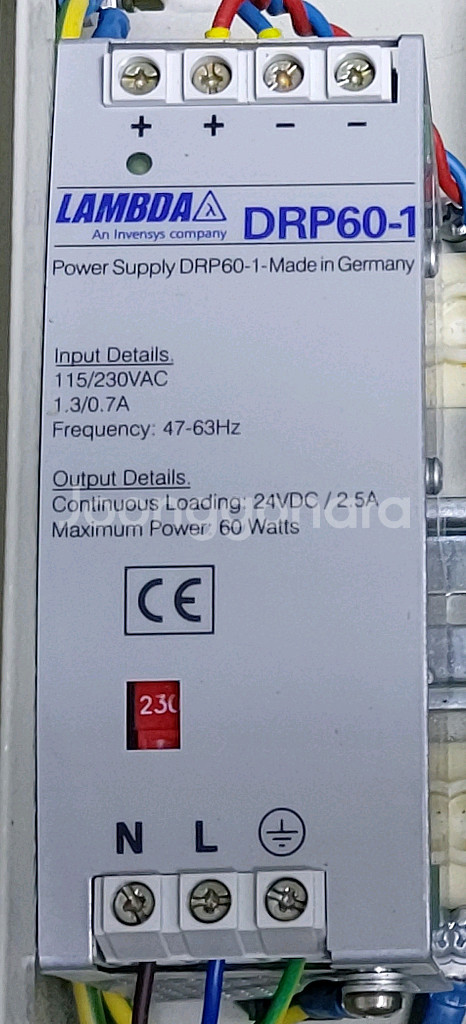 + + − −
LAMBDA λ
An Invensys company
DRP60-1
Power Supply DRP60-1-Made in Germany
Input Details.
115/230VAC
1.3/0.7A
Frequency: 47-63Hz
Output Details.
Continuous Loading: 24VDC / 2.5A
Joonggonara
Maximum Power: 60 Watts
CE
230
N L